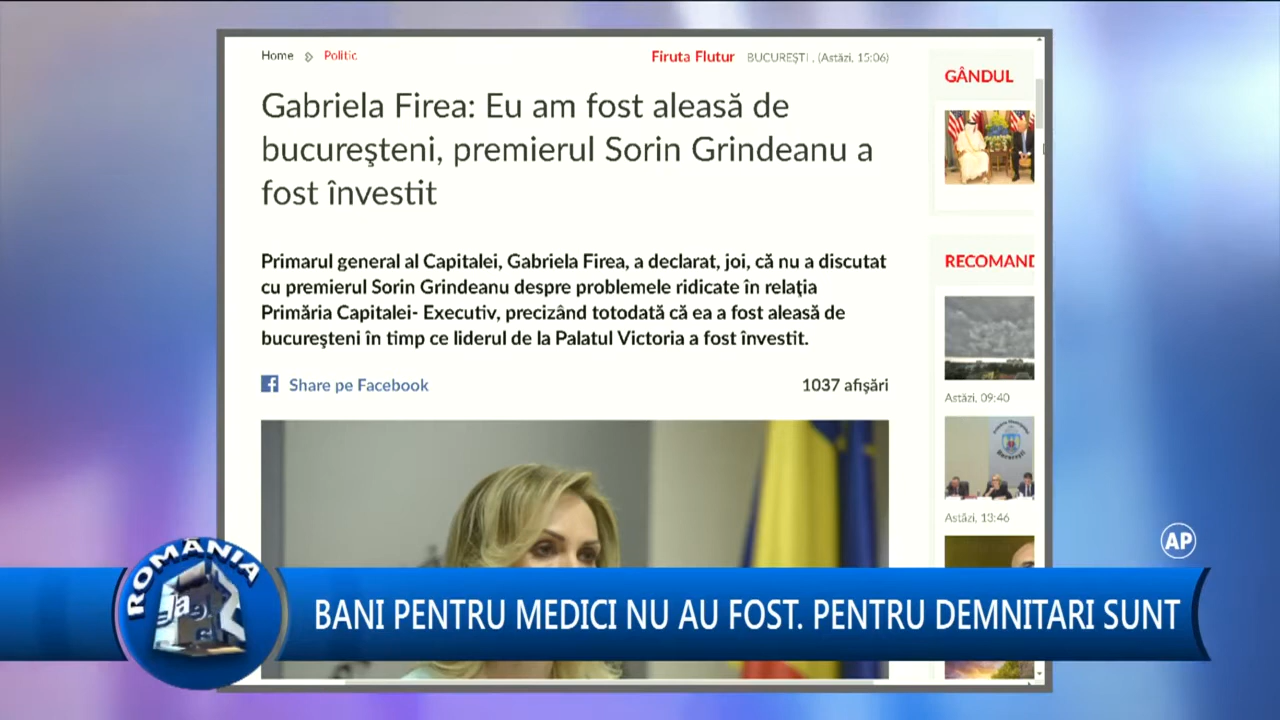 Home Politic
Firuta Flutur BUCUREŞTI , (Astăzi, 15:06)
Gabriela Firea: Eu am fost aleasă de
bucureşteni, premierul Sorin Grindeanu a
fost învestit
Primarul general al Capitalei, Gabriela Firea, a declarat, joi, că nu a discutat
cu premierul Sorin Grindeanu despre problemele ridicate în relaţia
Primăria Capitalei- Executiv, precizând totodată că ea a fost aleasă de
bucureşteni în timp ce liderul de la Palatul Victoria a fost învestit.
Share pe Facebook
1037 afişări
GÂNDUL
RECOMAND
Astăzi, 09:40
Bucureşti
Astăzi, 13:46
AP
ROMÂNIA
BANI PENTRU MEDICI NU AU FOST. PENTRU DEMNITARI SUNT